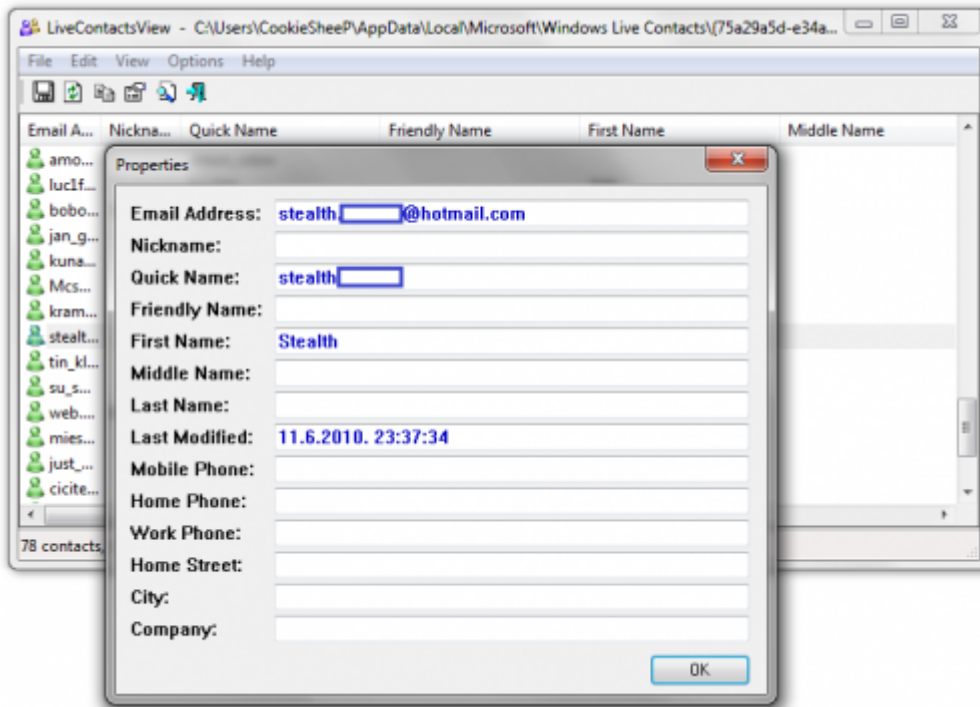 LiveContactsView - C:\Users\CookieSheeP\AppData\Local\Microsoft\Windows Live Contacts\{75a29a5d-e34a...
File Edit View Options Help
Email A... Nickna... Quick Name Friendly Name First Name Middle Name
amo...
luc1f...
bobo...
jan_g...
kuna...
Mcs...
kram...
stealt...
tin_kl...
su_s...
web....
mies...
just_...
cicite...
78 contacts,
Properties
Email Address: stealth. @hotmail.com
Nickname:
Quick Name: stealth
Friendly Name:
First Name: Stealth
Middle Name:
Last Name:
Last Modified: 11.6.2010. 23:37:34
Mobile Phone:
Home Phone:
Work Phone:
Home Street:
City:
Company:
OK